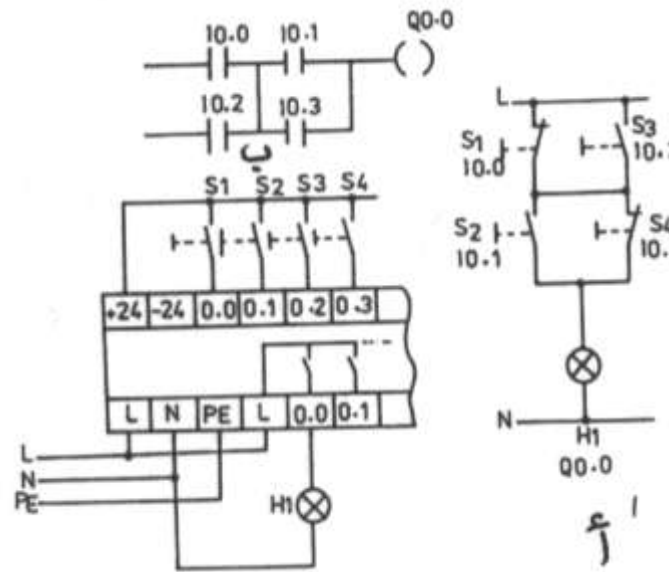 I0.0 I0.1 Q0.0
I0.2 I0.3
ب
S1 S2 S3 S4
+24 -24 0.0 0.1 0.2 0.3
L N PE L 0.0 0.1
L
N
PE
H1
L
S1
I0.0
S3
S2
I0.1
N
H1
Q0.0